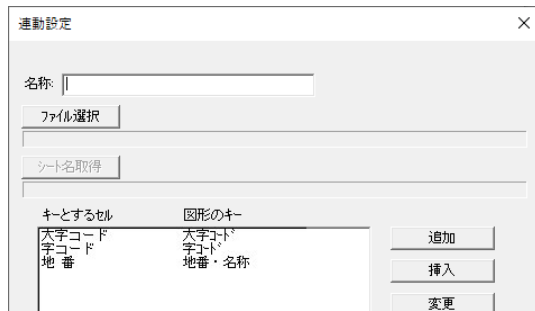 連動設定
名称:
ファイル選択
シート名取得
キーとするセル 図形のキー
大字コード 大字ｺｰﾄﾞ
字コード 字ｺｰﾄﾞ
地 番 地番・名称
追加
挿入
変更